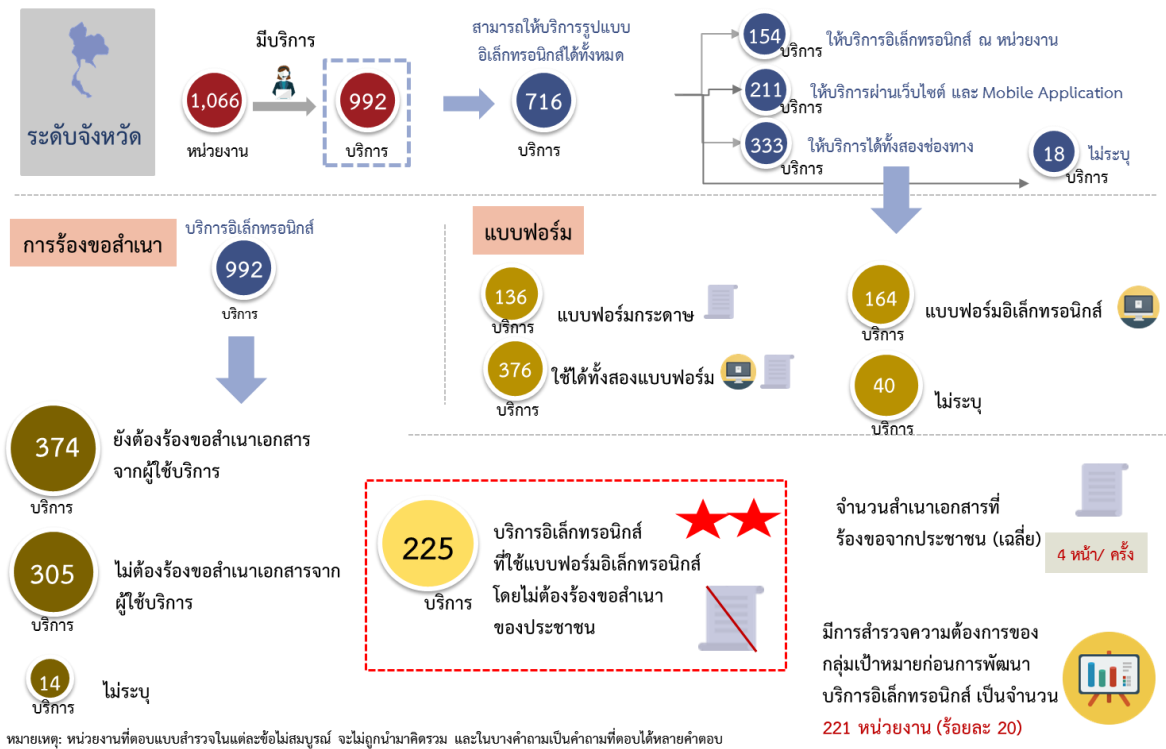 ระดับจังหวัด
1,066
หน่วยงาน
มีบริการ
992
บริการ
สามารถให้บริการรูปแบบ
อิเล็กทรอนิกส์ได้ทั้งหมด
716
บริการ
154
บริการ
ให้บริการอิเล็กทรอนิกส์ ณ หน่วยงาน
211
บริการ
ให้บริการผ่านเว็บไซต์ และ Mobile Application
333
บริการ
ให้บริการได้ทั้งสองช่องทาง
18
บริการ
ไม่ระบุ
การร้องขอสำเนา
บริการอิเล็กทรอนิกส์
992
บริการ
374
บริการ
ยังต้องร้องขอสำเนาเอกสาร
จากผู้ใช้บริการ
305
บริการ
ไม่ต้องร้องขอสำเนาเอกสารจาก
ผู้ใช้บริการ
14
บริการ
ไม่ระบุ
แบบฟอร์ม
136
บริการ
แบบฟอร์มกระดาษ
164
บริการ
แบบฟอร์มอิเล็กทรอนิกส์
376
บริการ
ใช้ได้ทั้งสองแบบฟอร์ม
40
บริการ
ไม่ระบุ
225
บริการ
บริการอิเล็กทรอนิกส์
ที่ใช้แบบฟอร์มอิเล็กทรอนิกส์
โดยไม่ต้องร้องขอสำเนา
ของประชาชน
จำนวนสำเนาเอกสารที่
ร้องขอจากประชาชน (เฉลี่ย)
4 หน้า/ ครั้ง
มีการสำรวจความต้องการของ
กลุ่มเป้าหมายก่อนการพัฒนา
บริการอิเล็กทรอนิกส์ เป็นจำนวน
221 หน่วยงาน (ร้อยละ 20)
หมายเหตุ: หน่วยงานที่ตอบแบบสำรวจในแต่ละข้อไม่สมบูรณ์ จะไม่ถูกนำมาคิดรวม และในบางคำถามเป็นคำถามที่ตอบได้หลายคำตอบ